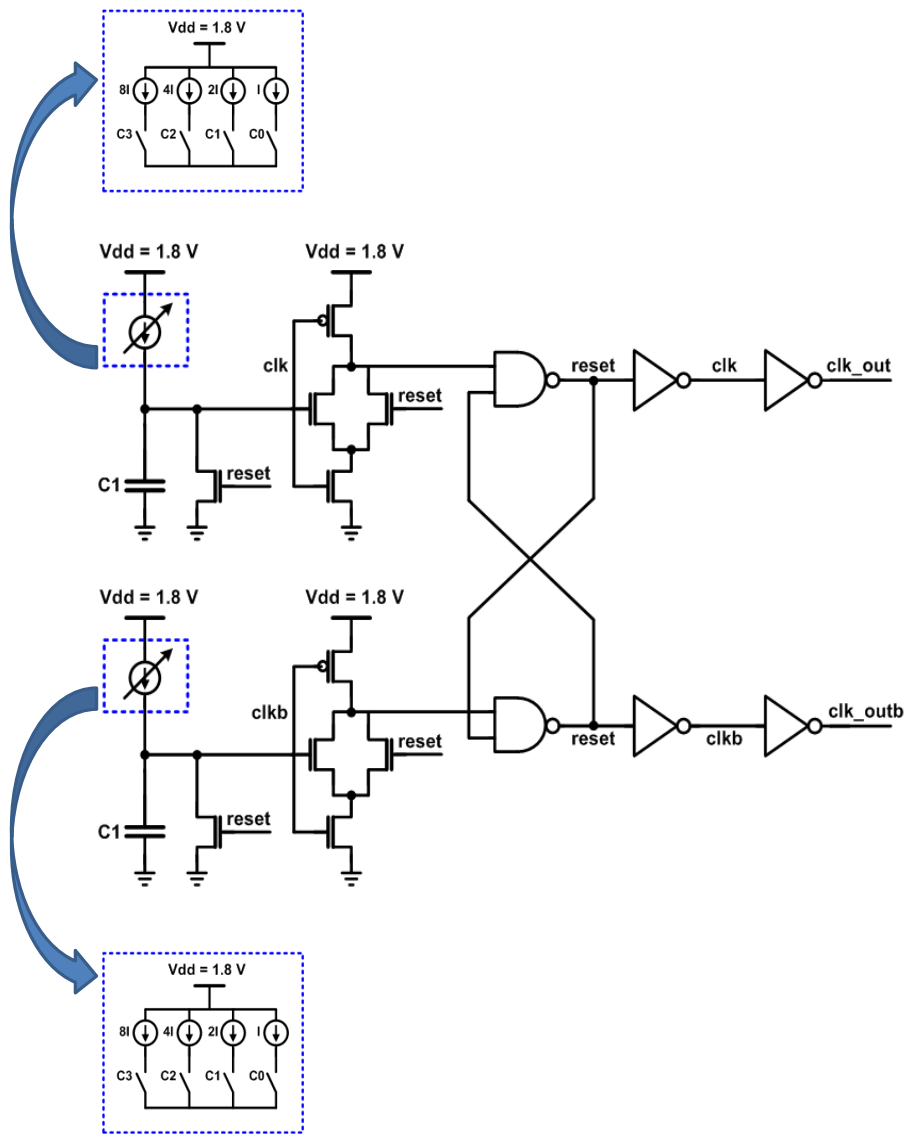 Vdd = 1.8 V
8I 4I 2I I
C3 C2 C1 C0
Vdd = 1.8 V Vdd = 1.8 V
clk reset clk clk_out
reset
C1 reset
Vdd = 1.8 V Vdd = 1.8 V
clkb reset clkb clk_outb
reset
C1 reset
Vdd = 1.8 V
8I 4I 2I I
C3 C2 C1 C0